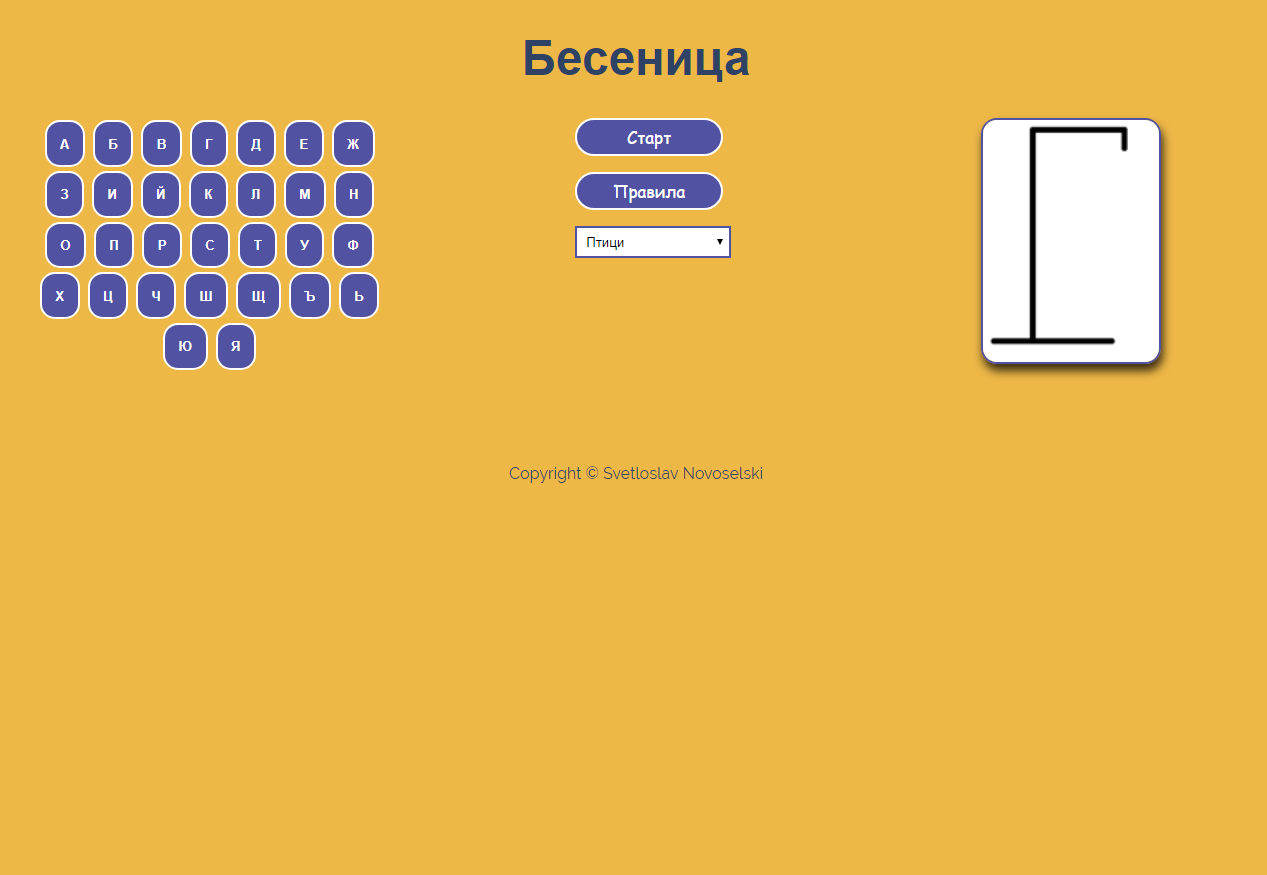 Бесеница
А Б В Г Д Е Ж
З И Й К Л М Н
О П Р С Т У Ф
Х Ц Ч Ш Щ Ъ Ь
Ю Я
Старт
Правила
Птици
Copyright © Svetloslav Novoselski